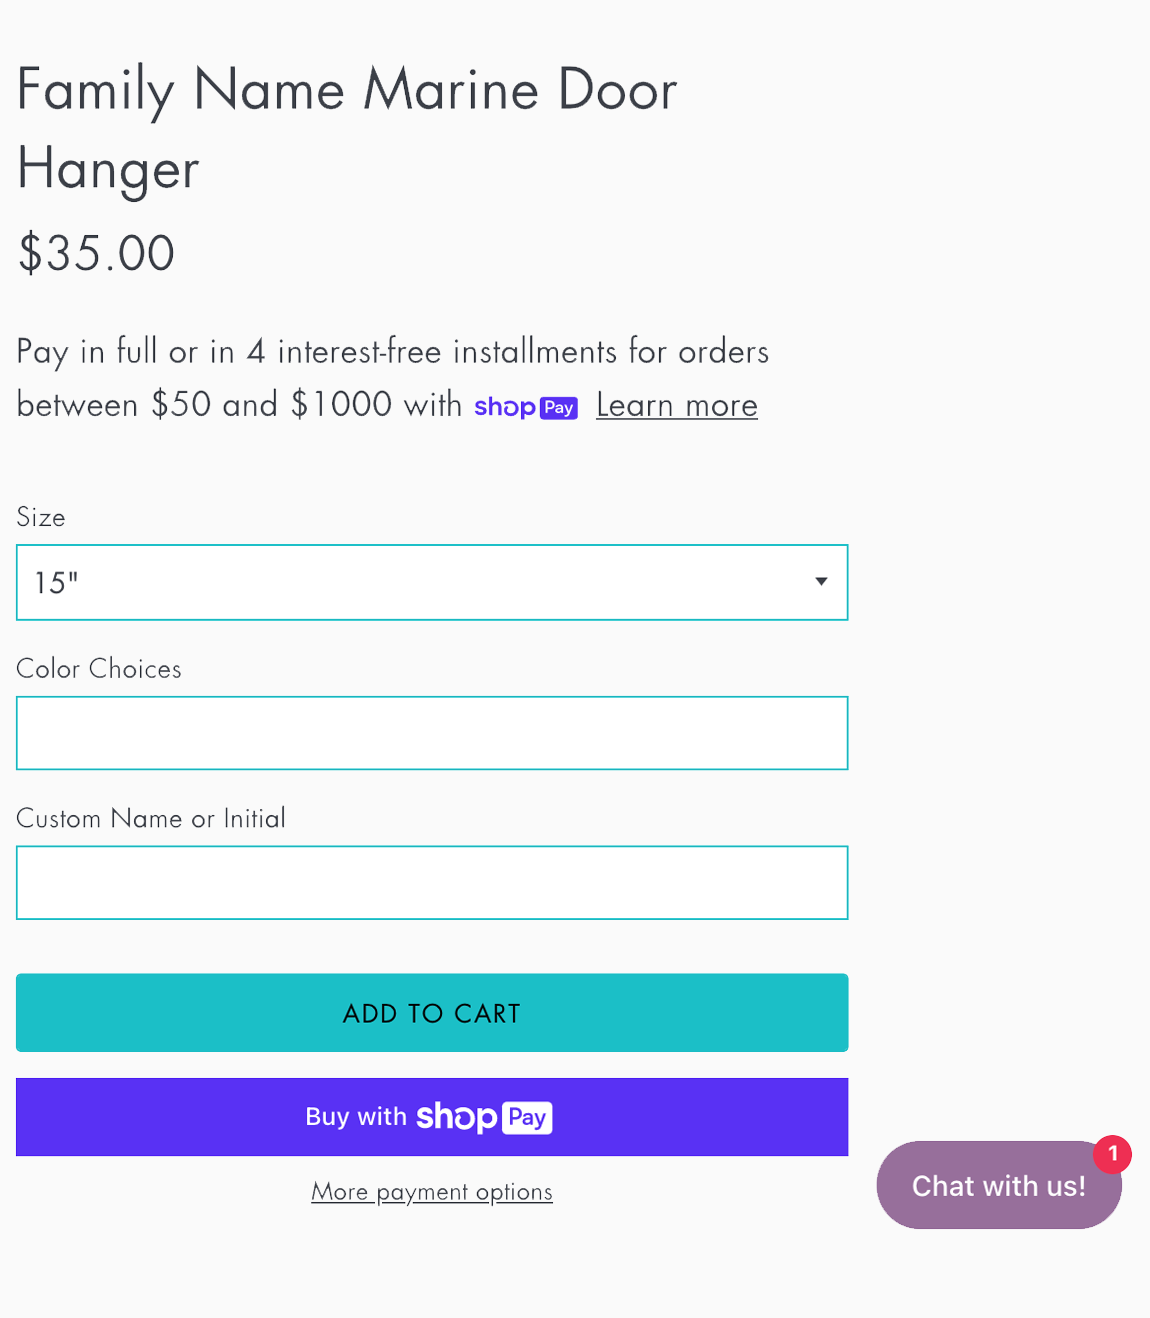 Family Name Marine Door
Hanger
$35.00
Pay in full or in 4 interest-free installments for orders
between $50 and $1000 with shop Pay Learn more
Size
15"
Color Choices
Custom Name or Initial
ADD TO CART
Buy with shop Pay
1
Chat with us!
More payment options